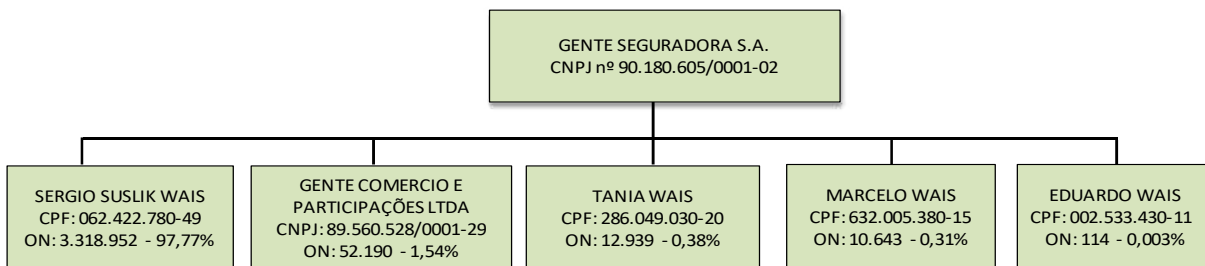 GENTE SEGURADORA S.A.
CNPJ nº 90.180.605/0001-02
SERGIO SUSLIK WAIS
CPF: 062.422.780-49
ON: 3.318.952 - 97,77%
GENTE COMERCIO E
PARTICIPAÇÕES LTDA
CNPJ: 89.560.528/0001-29
ON: 52.190 - 1,54%
TANIA WAIS
CPF: 286.049.030-20
ON: 12.939 - 0,38%
MARCELO WAIS
CPF: 632.005.380-15
ON: 10.643 - 0,31%
EDUARDO WAIS
CPF: 002.533.430-11
ON: 114 - 0,003%